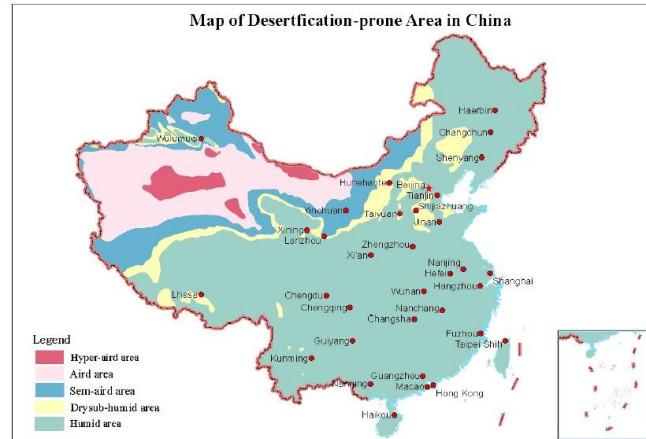 Map of Desertfication-prone Area in China
Haerbin
Changchun
Wulumuqi
Shenyang
Huhehaote
Beijing
Tianjin
Yinchuan
Shijiazhuang
Taiyuan
Jinan
Xining
Lanzhou
Zhengzhou
Xi'an
Nanjing
Hefei
Shanghai
Hangzhou
Lhasa
Chengdu
Wuhan
Chongqing
Nanchang
Changsha
Fuzhou
Guiyang
Taipei Shih
Kunming
Guangzhou
Nanning
Macao
Hong Kong
Haikou
Legend
Hyper-aird area
Aird area
Sem-aird area
Drysub-humid area
Humid area